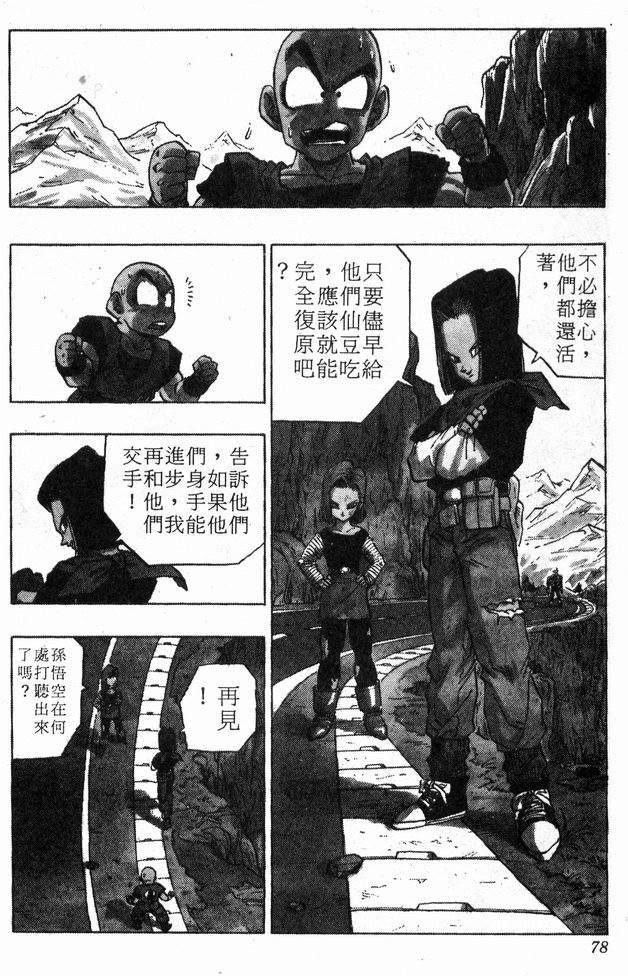 不必擔心，
他們都還活
著，
只要儘早給
他們仙豆吃
，應該就能
完全復原吧
？
告訴他們
，如果他
們身手能
進步，我
再和他們
交手！
再見
！
孫悟空在何
處打聽出來
了嗎？
78